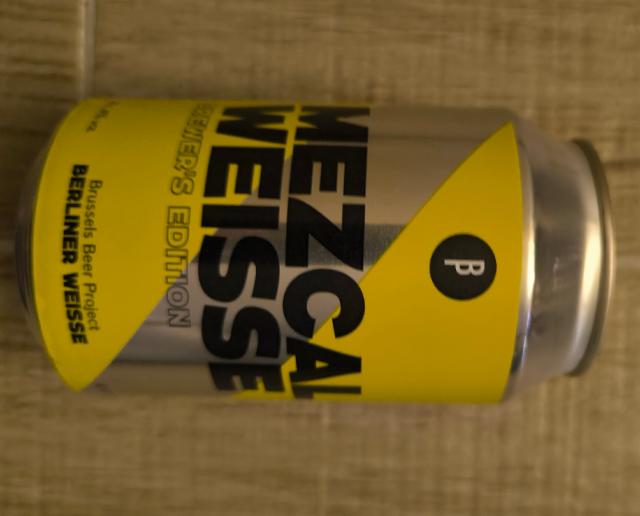 β
MEZCAL
WEISSE
BREWER'S EDITION
Brussels Beer Project
BERLINER WEISSE